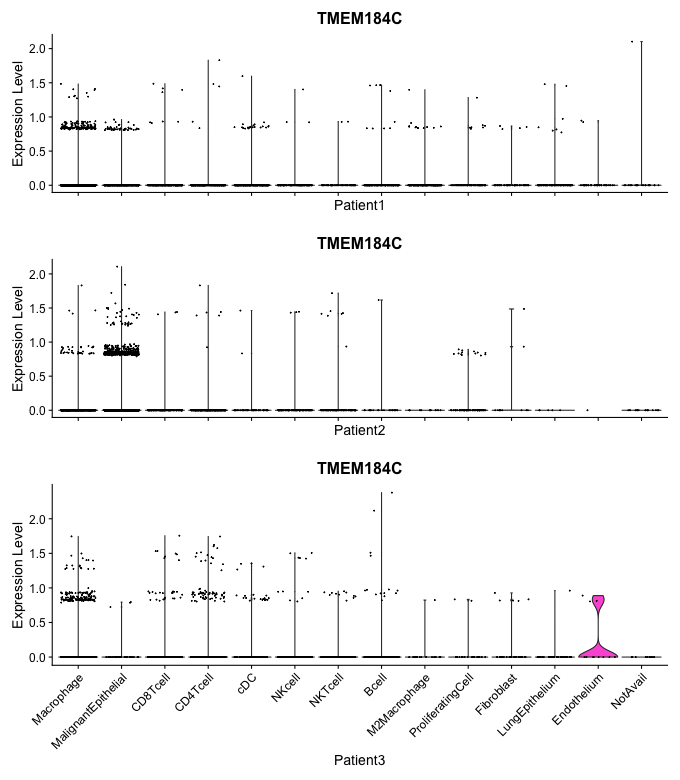 TMEM184C
Expression Level
2.0
1.5
1.0
0.5
0.0
Patient1
TMEM184C
Expression Level
2.0
1.5
1.0
0.5
0.0
Patient2
TMEM184C
Expression Level
2.0
1.5
1.0
0.5
0.0
Macrophage
MalignantEpithelial
CD8Tcell
CD4Tcell
cDC
NKcell
NKTcell
Bcell
M2Macrophage
ProliferatingCell
Fibroblast
LungEpithelium
Endothelium
NotAvail
Patient3